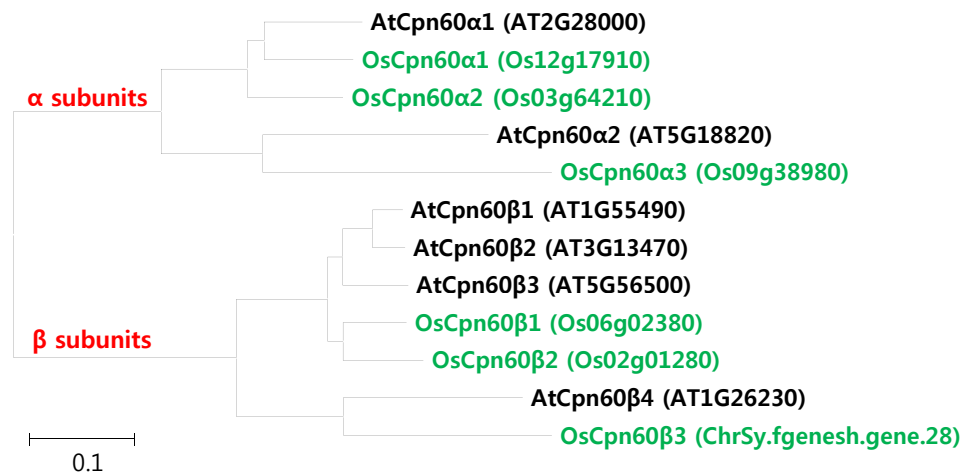 AtCpn60α1 (AT2G28000)
OsCpn60α1 (Os12g17910)
α subunits
OsCpn60α2 (Os03g64210)
AtCpn60α2 (AT5G18820)
OsCpn60α3 (Os09g38980)
AtCpn60β1 (AT1G55490)
AtCpn60β2 (AT3G13470)
AtCpn60β3 (AT5G56500)
OsCpn60β1 (Os06g02380)
β subunits
OsCpn60β2 (Os02g01280)
AtCpn60β4 (AT1G26230)
OsCpn60β3 (ChrSy.fgenesh.gene.28)
0.1